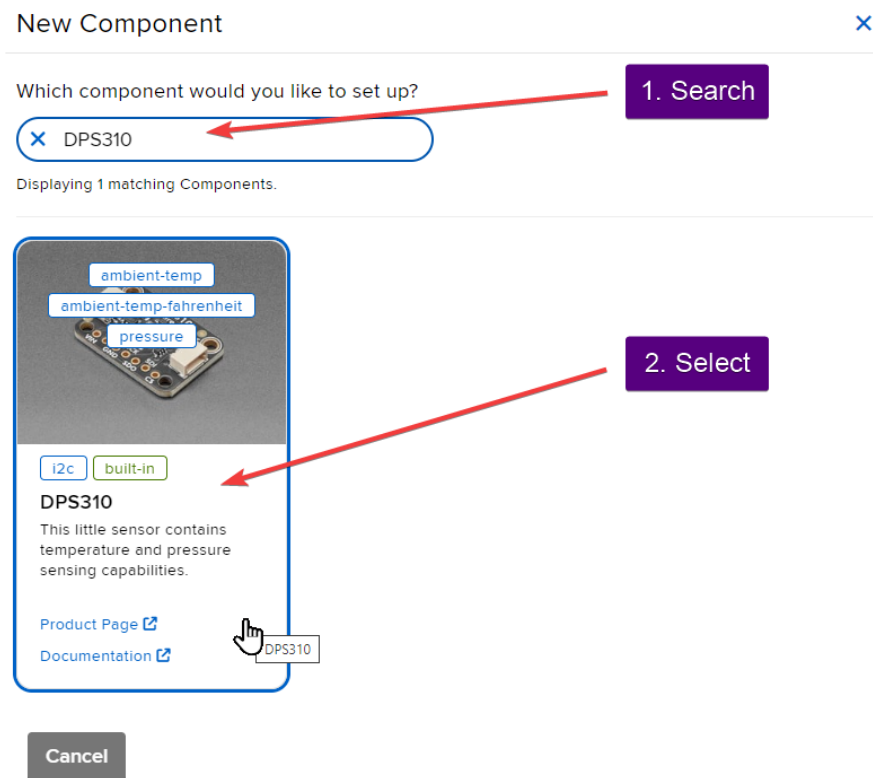 New Component
Which component would you like to set up?
1. Search
DPS310
Displaying 1 matching Components.
ambient-temp
ambient-temp-fahrenheit
pressure
2. Select
i2c built-in
DPS310
This little sensor contains
temperature and pressure
sensing capabilities.
Product Page
Documentation
DPS310
Cancel